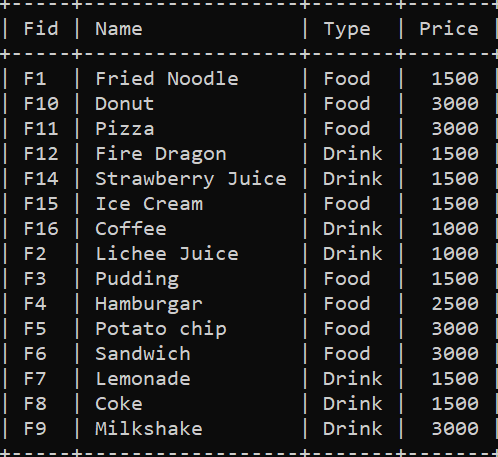 | Fid | Name             | Type  | Price |
| F1  | Fried Noodle     | Food  |  1500 |
| F10 | Donut            | Food  |  3000 |
| F11 | Pizza            | Food  |  3000 |
| F12 | Fire Dragon      | Drink |  1500 |
| F14 | Strawberry Juice | Drink |  1500 |
| F15 | Ice Cream        | Food  |  1500 |
| F16 | Coffee           | Drink |  1000 |
| F2  | Lichee Juice     | Drink |  1000 |
| F3  | Pudding          | Food  |  1500 |
| F4  | Hamburgar        | Food  |  2500 |
| F5  | Potato chip      | Food  |  3000 |
| F6  | Sandwich         | Food  |  3000 |
| F7  | Lemonade         | Drink |  1500 |
| F8  | Coke             | Drink |  1500 |
| F9  | Milkshake        | Drink |  3000 |